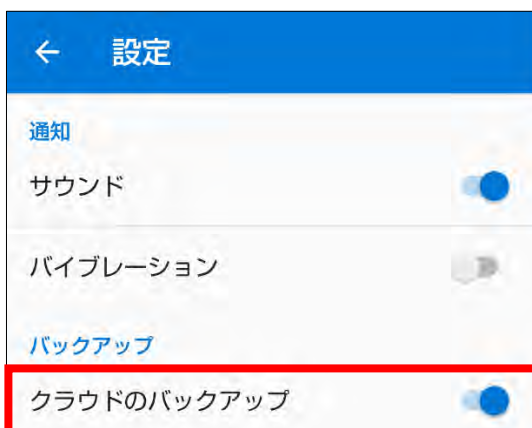 設定
通知
サウンド
バイブレーション
バックアップ
クラウドのバックアップ